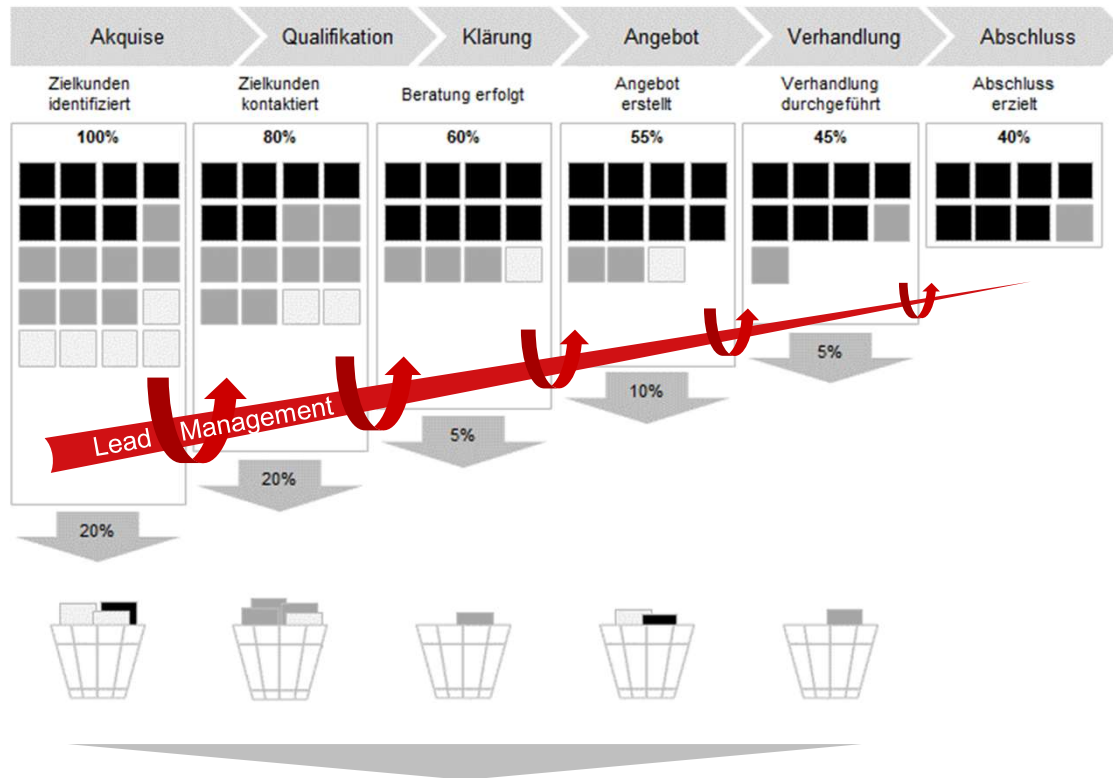 Akquise
Qualifikation
Klärung
Angebot
Verhandlung
Abschluss
Zielkunden
identifiziert
Zielkunden
kontaktiert
Beratung erfolgt
Angebot
erstellt
Verhandlung
durchgeführt
Abschluss
erzielt
100%
80%
60%
55%
45%
40%
Lead Management
20%
20%
5%
10%
5%